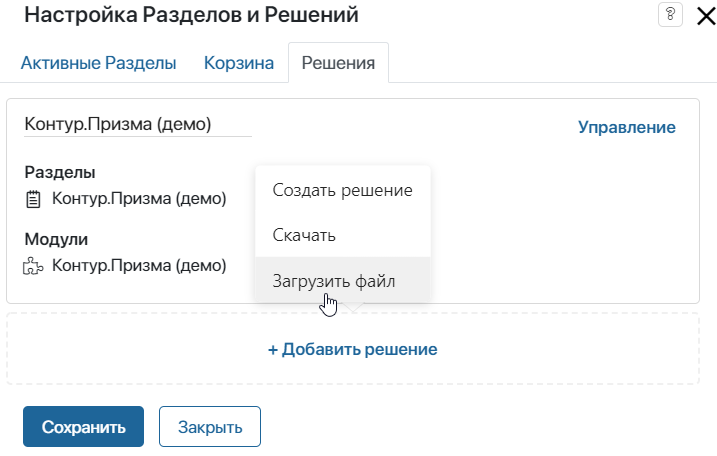 Настройка Разделов и Решений
?
Активные Разделы Корзина Решения
Контур.Призма (демо)
Управление
Разделы
Контур.Призма (демо)
Модули
Контур.Призма (демо)
Создать решение
Скачать
Загрузить файл
+ Добавить решение
Сохранить Закрыть